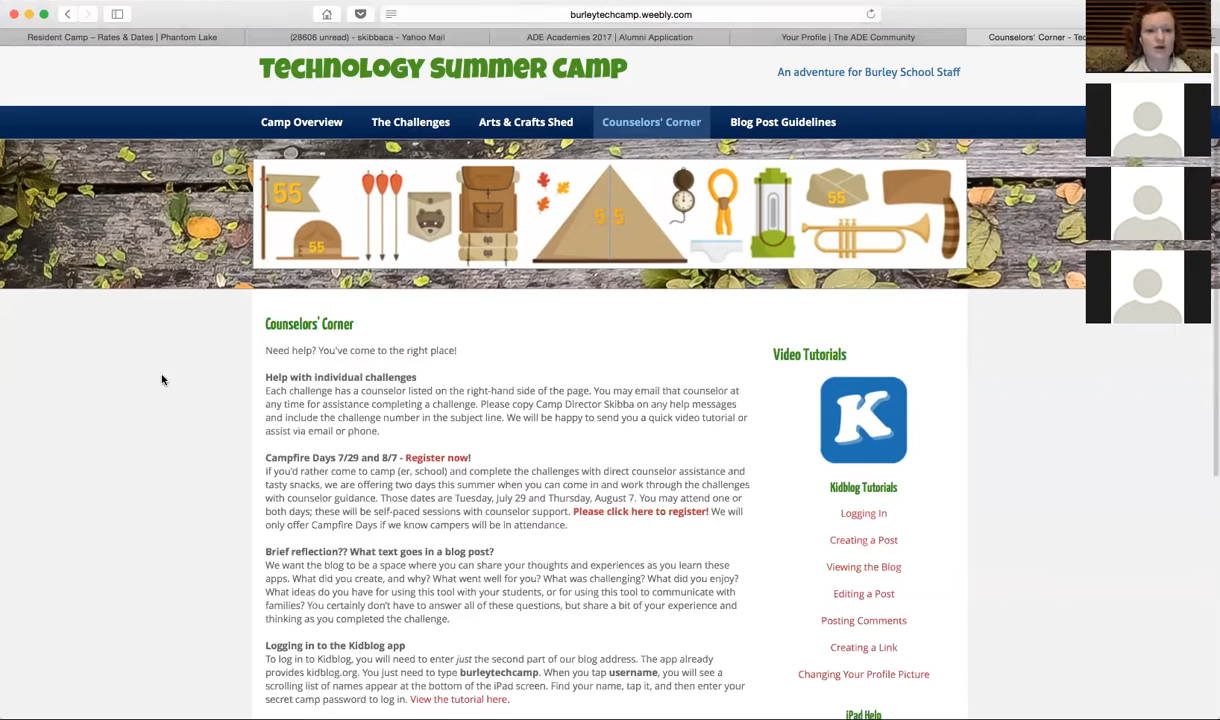 burleytechcamp.weebly.com
Resident Camp – Rates & Dates | Phantom Lake
(28606 unread) - skibbaca - Yahoo Mail
ADE Academies 2017 | Alumni Application
Your Profile | The ADE Community
Counselors' Corner - Tec
Technology Summer Camp
An adventure for Burley School Staff
Camp Overview
The Challenges
Arts & Crafts Shed
Counselors' Corner
Blog Post Guidelines
55
55
55
55
Counselors' Corner
Need help? You've come to the right place!
Help with individual challenges
Each challenge has a counselor listed on the right-hand side of the page. You may email that counselor at
any time for assistance completing a challenge. Please copy Camp Director Skibba on any help messages
and include the challenge number in the subject line. We will be happy to send you a quick video tutorial or
assist via email or phone.
Campfire Days 7/29 and 8/7 - Register now!
If you'd rather come to camp (er, school) and complete the challenges with direct counselor assistance and
tasty snacks, we are offering two days this summer when you can come in and work through the challenges
with counselor guidance. Those dates are Tuesday, July 29 and Thursday, August 7. You may attend one or
both days; these will be self-paced sessions with counselor support. Please click here to register! We will
only offer Campfire Days if we know campers will be in attendance.
Brief reflection?? What text goes in a blog post?
We want the blog to be a space where you can share your thoughts and experiences as you learn these
apps. What did you create, and why? What went well for you? What was challenging? What did you enjoy?
What ideas do you have for using this tool with your students, or for using this tool to communicate with
families? You certainly don't have to answer all of these questions, but share a bit of your experience and
thinking as you completed the challenge.
Logging in to the Kidblog app
To log in to Kidblog, you will need to enter just the second part of our blog address. The app already
provides kidblog.org. You just need to type burleytechcamp. When you tap username, you will see a
scrolling list of names appear at the bottom of the iPad screen. Find your name, tap it, and then enter your
secret camp password to log in. View the tutorial here.
Video Tutorials
K
Kidblog Tutorials
Logging In
Creating a Post
Viewing the Blog
Editing a Post
Posting Comments
Creating a Link
Changing Your Profile Picture
iPad Help